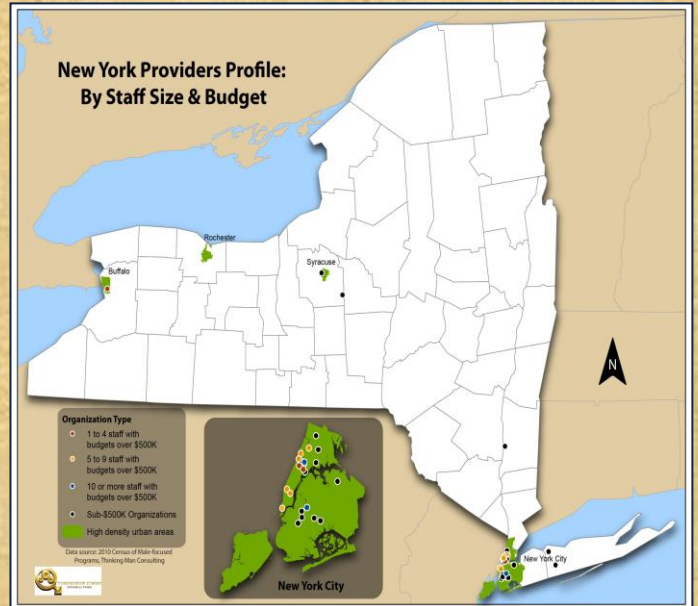 New York Providers Profile:
By Staff Size & Budget
Rochester
Syracuse
Buffalo
N
Organization Type
1 to 4 staff with
budgets over $500K
5 to 9 staff with
budgets over $500K
10 or more staff with
budgets over $500K
Sub-$500K Organizations
High density urban areas
Data source: 2010 Census of Male-focused
Programs, Thinking Man Consulting
New York City
New York City